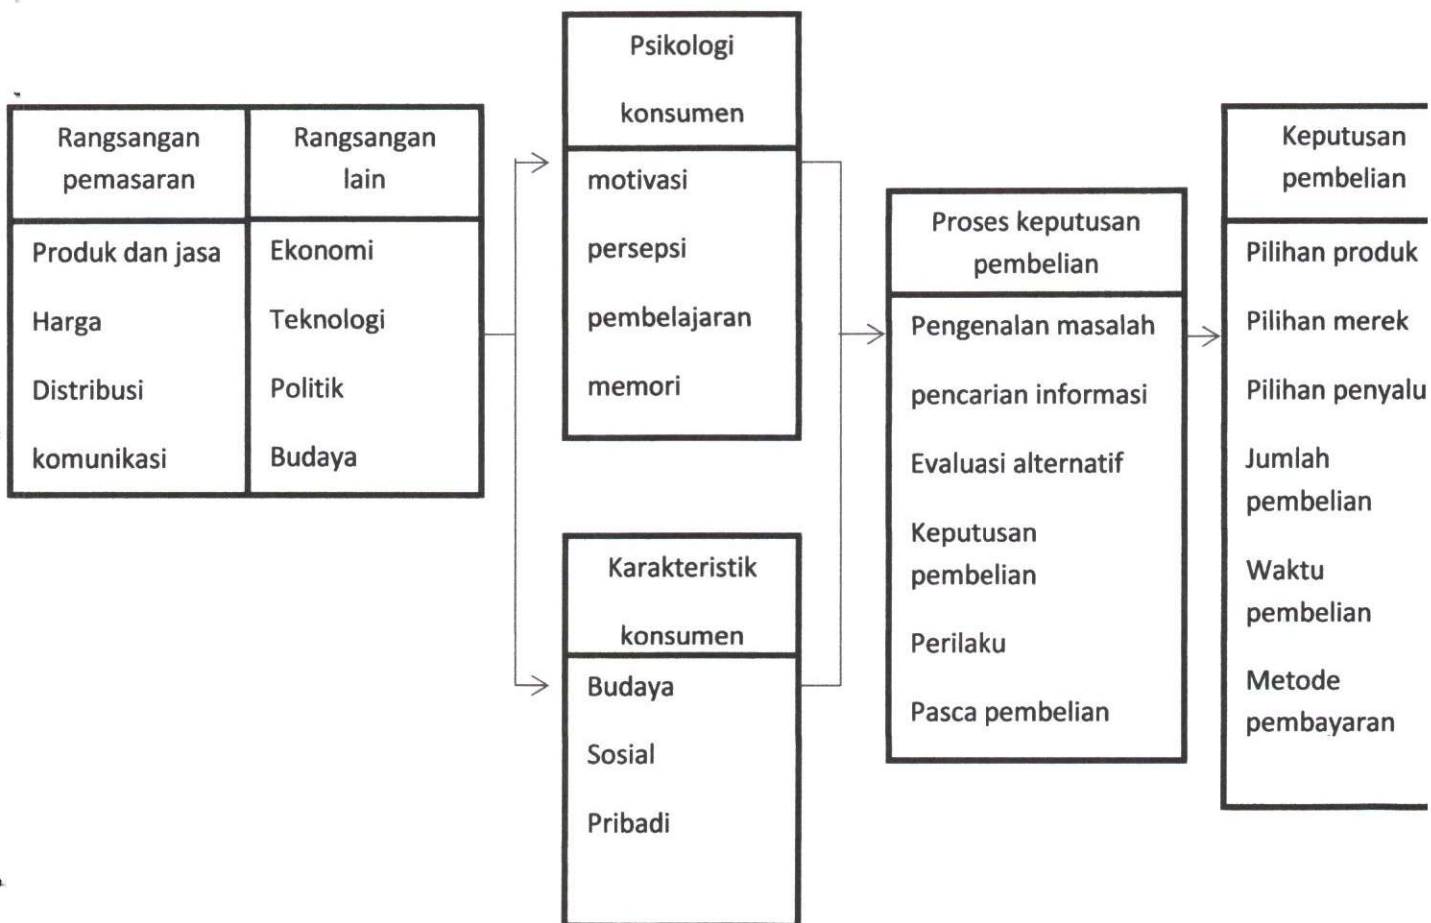 Rangsangan
pemasaran
Produk dan jasa
Harga
Distribusi
komunikasi
Rangsangan
lain
Ekonomi
Teknologi
Politik
Budaya
Psikologi
konsumen
motivasi
persepsi
pembelajaran
memori
Karakteristik
konsumen
Budaya
Sosial
Pribadi
Proses keputusan
pembelian
Pengenalan masalah
pencarian informasi
Evaluasi alternatif
Keputusan
pembelian
Perilaku
Pasca pembelian
Keputusan
pembelian
Pilihan produk
Pilihan merek
Pilihan penyalu
Jumlah
pembelian
Waktu
pembelian
Metode
pembayaran